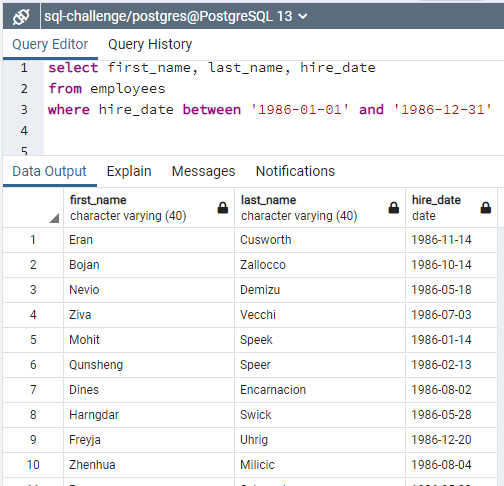 sql-challenge/postgres@PostgreSQL 13
Query Editor Query History
1 select first_name, last_name, hire_date
2 from employees
3 where hire_date between '1986-01-01' and '1986-12-31'
4
5
Data Output Explain Messages Notifications
first_name last_name hire_date
character varying (40) character varying (40) date
1 Eran Cusworth 1986-11-14
2 Bojan Zallocco 1986-10-14
3 Nevio Demizu 1986-05-18
4 Ziva Vecchi 1986-07-03
5 Mohit Speek 1986-01-14
6 Qunsheng Speer 1986-02-13
7 Dines Encarnacion 1986-08-02
8 Harngdar Swick 1986-05-28
9 Freyja Uhrig 1986-12-20
10 Zhenhua Milicic 1986-08-04